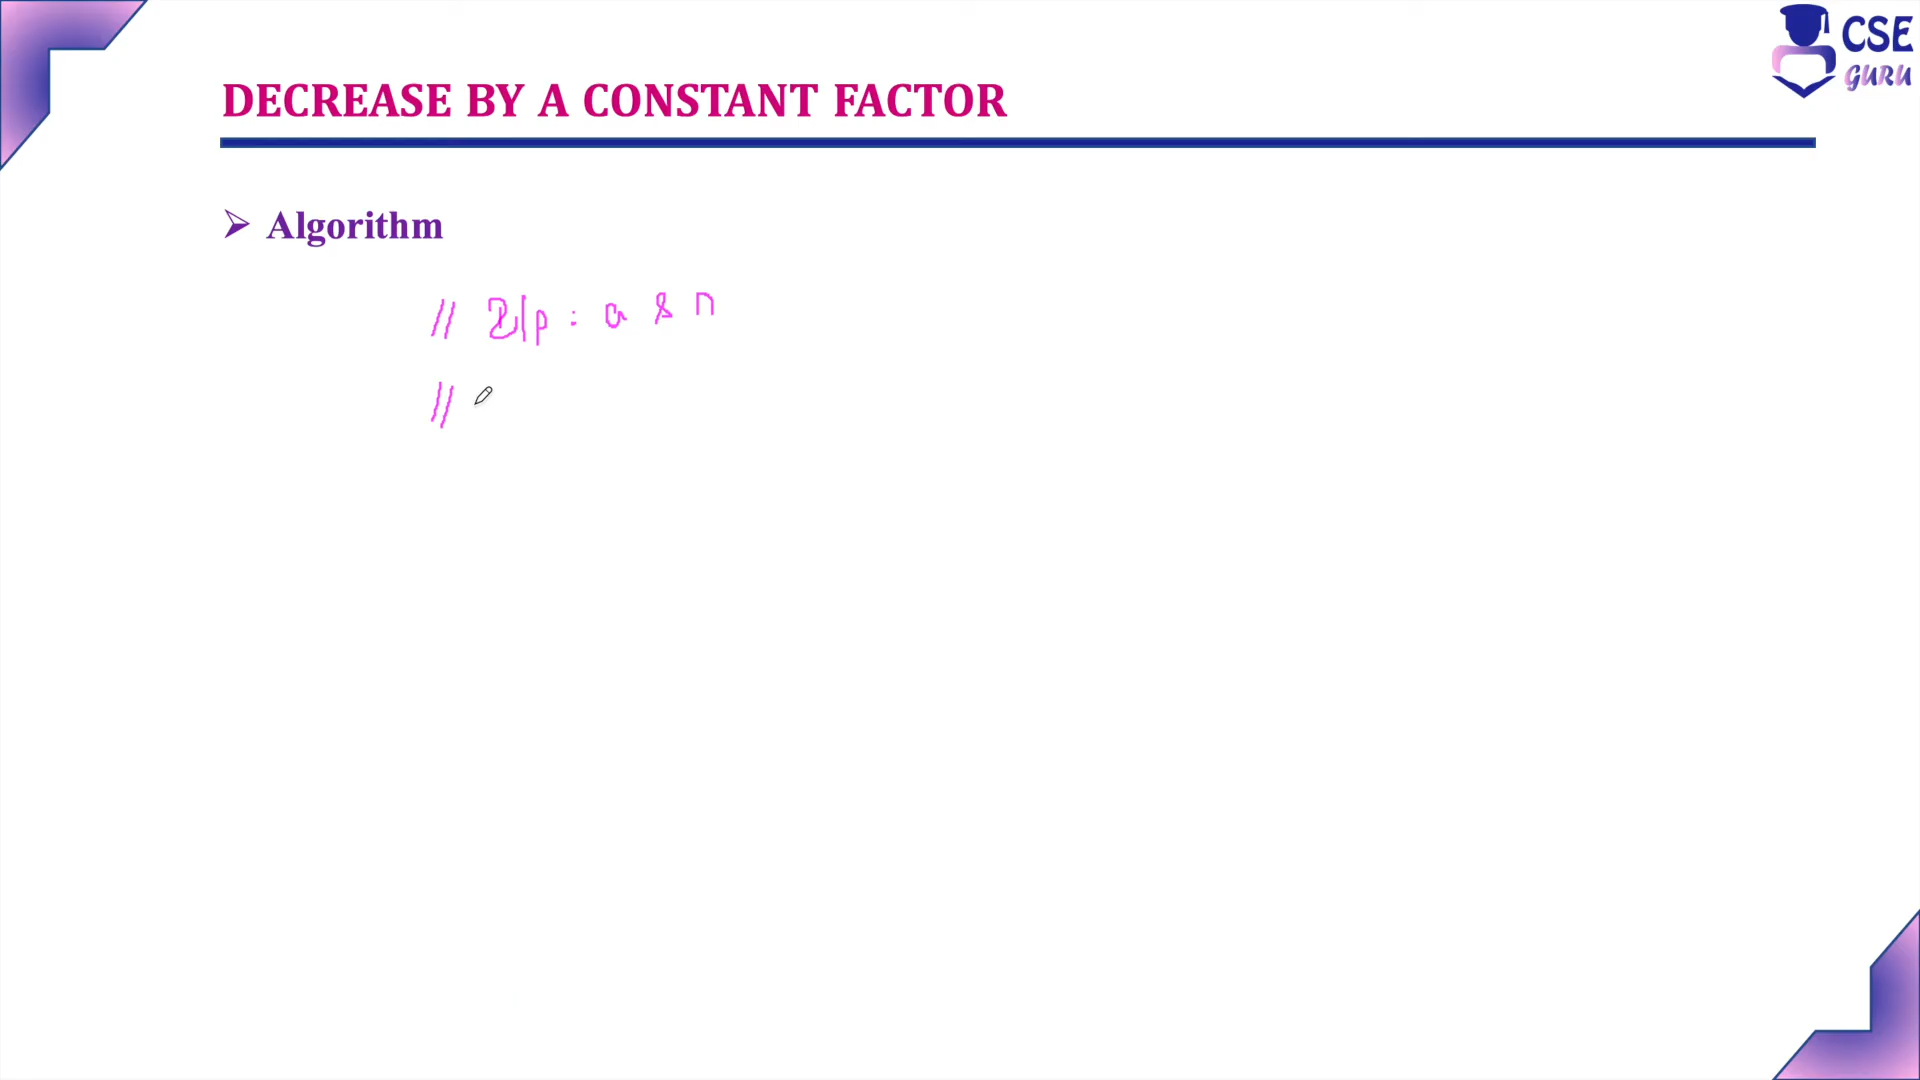 CSE
GURU
DECREASE BY A CONSTANT FACTOR
➢ Algorithm
// I/p : a & n
//